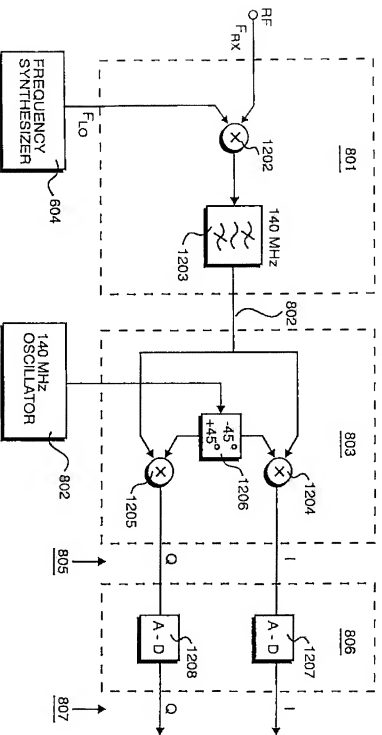 RF
F_RX
801
1202
140 MHz
1203
F_LO
FREQUENCY
SYNTHESIZER
604
802
803
1204
-45°
+45°
1206
1205
140 MHz
OSCILLATOR
802
I
Q
805
806
A - D
1207
A - D
1208
I
Q
807